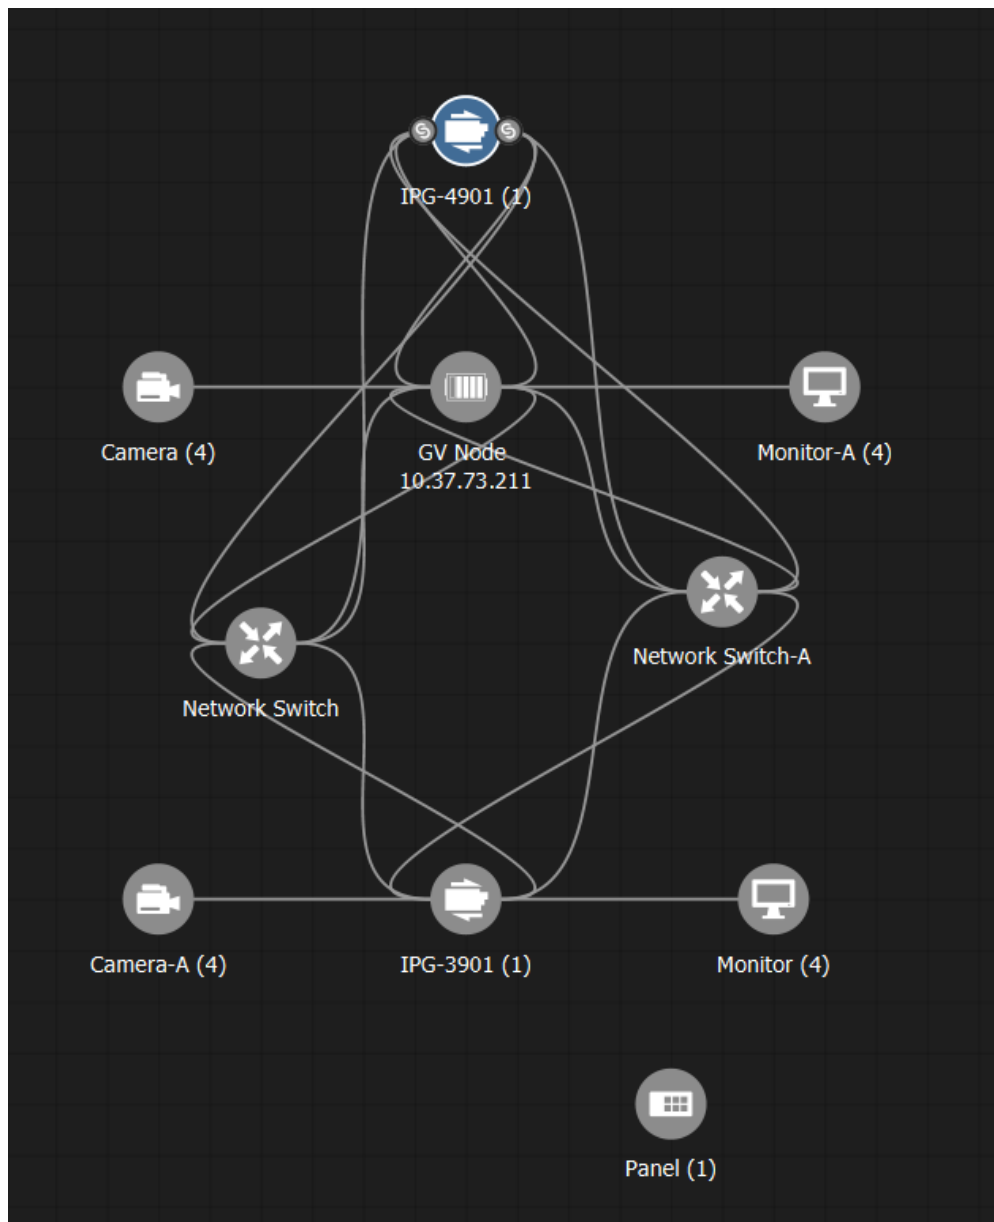 IPG-4901 (1)
Camera (4)
GV Node
10.37.73.211
Monitor-A (4)
Network Switch-A
Network Switch
Camera-A (4)
IPG-3901 (1)
Monitor (4)
Panel (1)